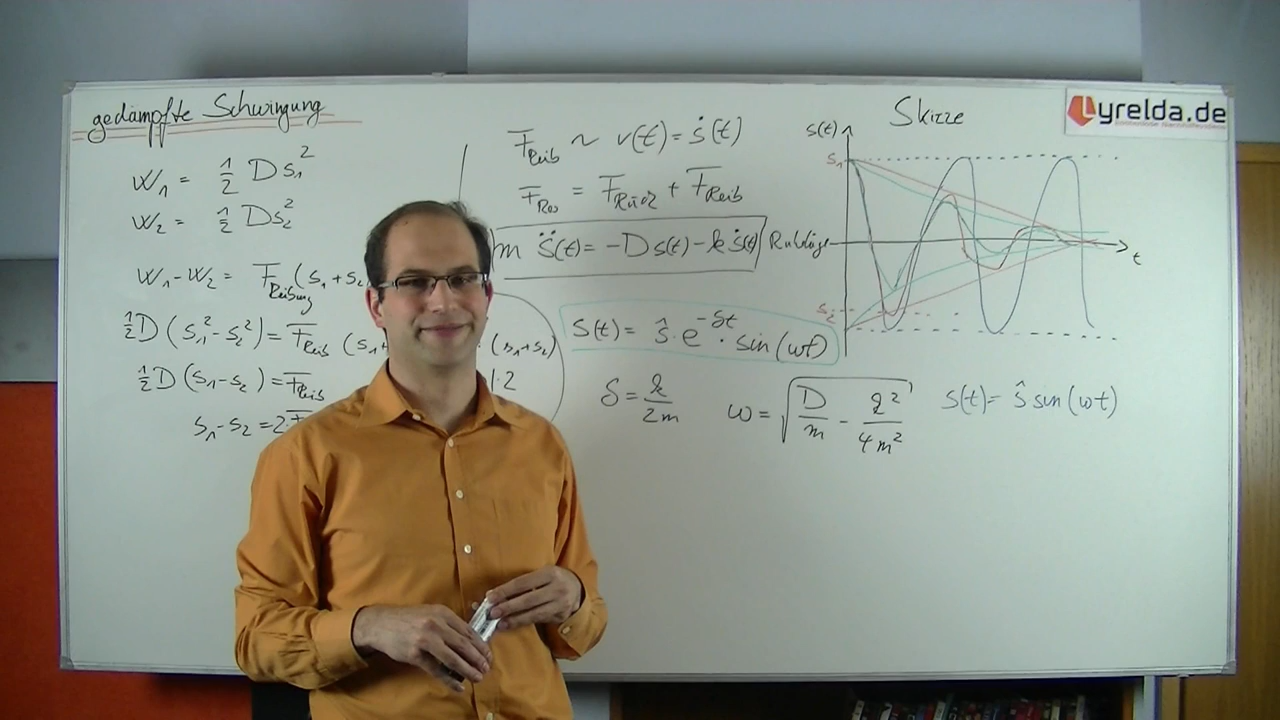 gedämpfte Schwingung
W₁ = ½ D s₁²
W₂ = ½ D s₂²
W₁ - W₂ = F_Reibung (s₁ + s₂
½ D (s₁² - s₂²) = F_Reib (s₁+ (s₁+s₂)
½ D (s₁ - s₂) = F_Reib |·2
s₁ - s₂ = 2·F
F_Reib ~ v(t) = ṡ(t)
F_Res = F_Rück + F_Reib
m s̈(t) = -D s(t) - k ṡ(t)
s(t) = ŝ · e^(-δt) · sin(ωt)
δ = k/2m
ω = √(D/m - k²/4m²)
s(t) = ŝ sin(ωt)
Skizze
s(t)
s₁
Ruhelage
t
s₂
Lyrelda.de